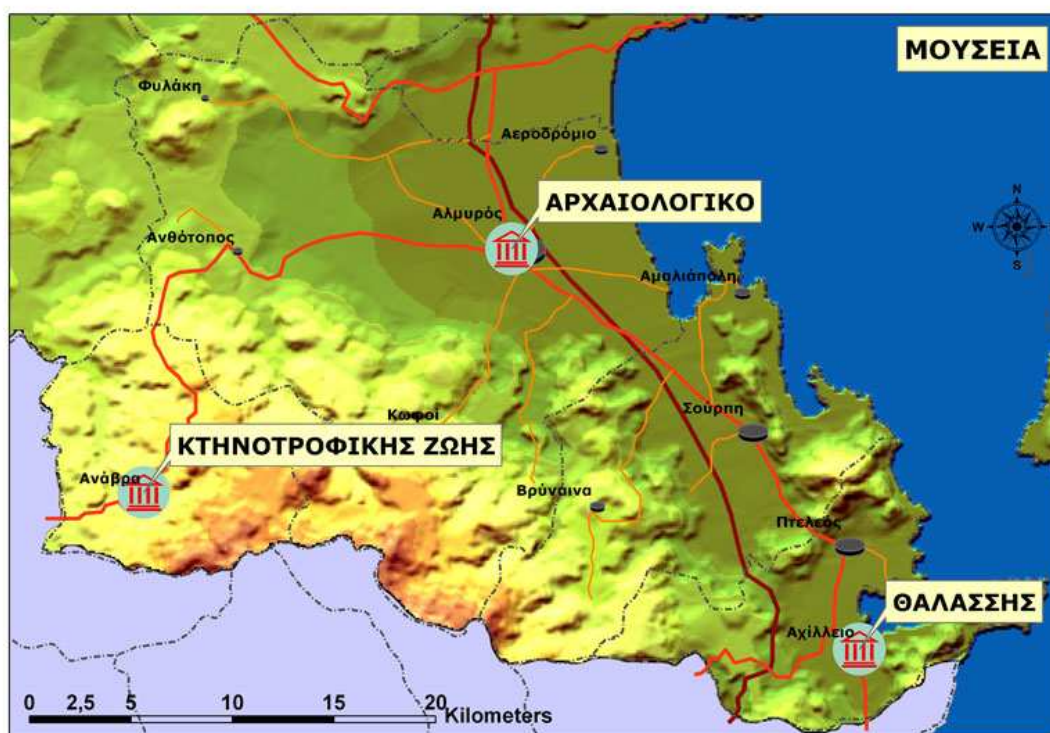 ΜΟΥΣΕΙΑ
Φυλάκη
Αεροδρόμιο
ΑΡΧΑΙΟΛΟΓΙΚΟ
Αλμυρός
N
W E
S
Ανθότοπος
Αμαλιάπολη
Κωφοί
Σούρπη
ΚΤΗΝΟΤΡΟΦΙΚΗΣ ΖΩΗΣ
Ανάβρα
Βρύναινα
Πτελεός
ΘΑΛΑΣΣΗΣ
Αχίλλειο
0 2,5 5 10 15 20
Kilometers